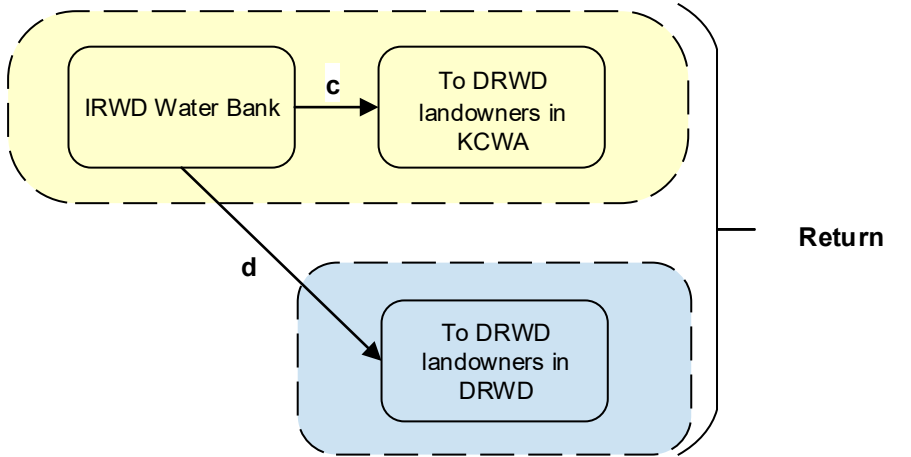 IRWD Water Bank
c
To DRWD
landowners in
KCWA
Return
d
To DRWD
landowners in
DRWD